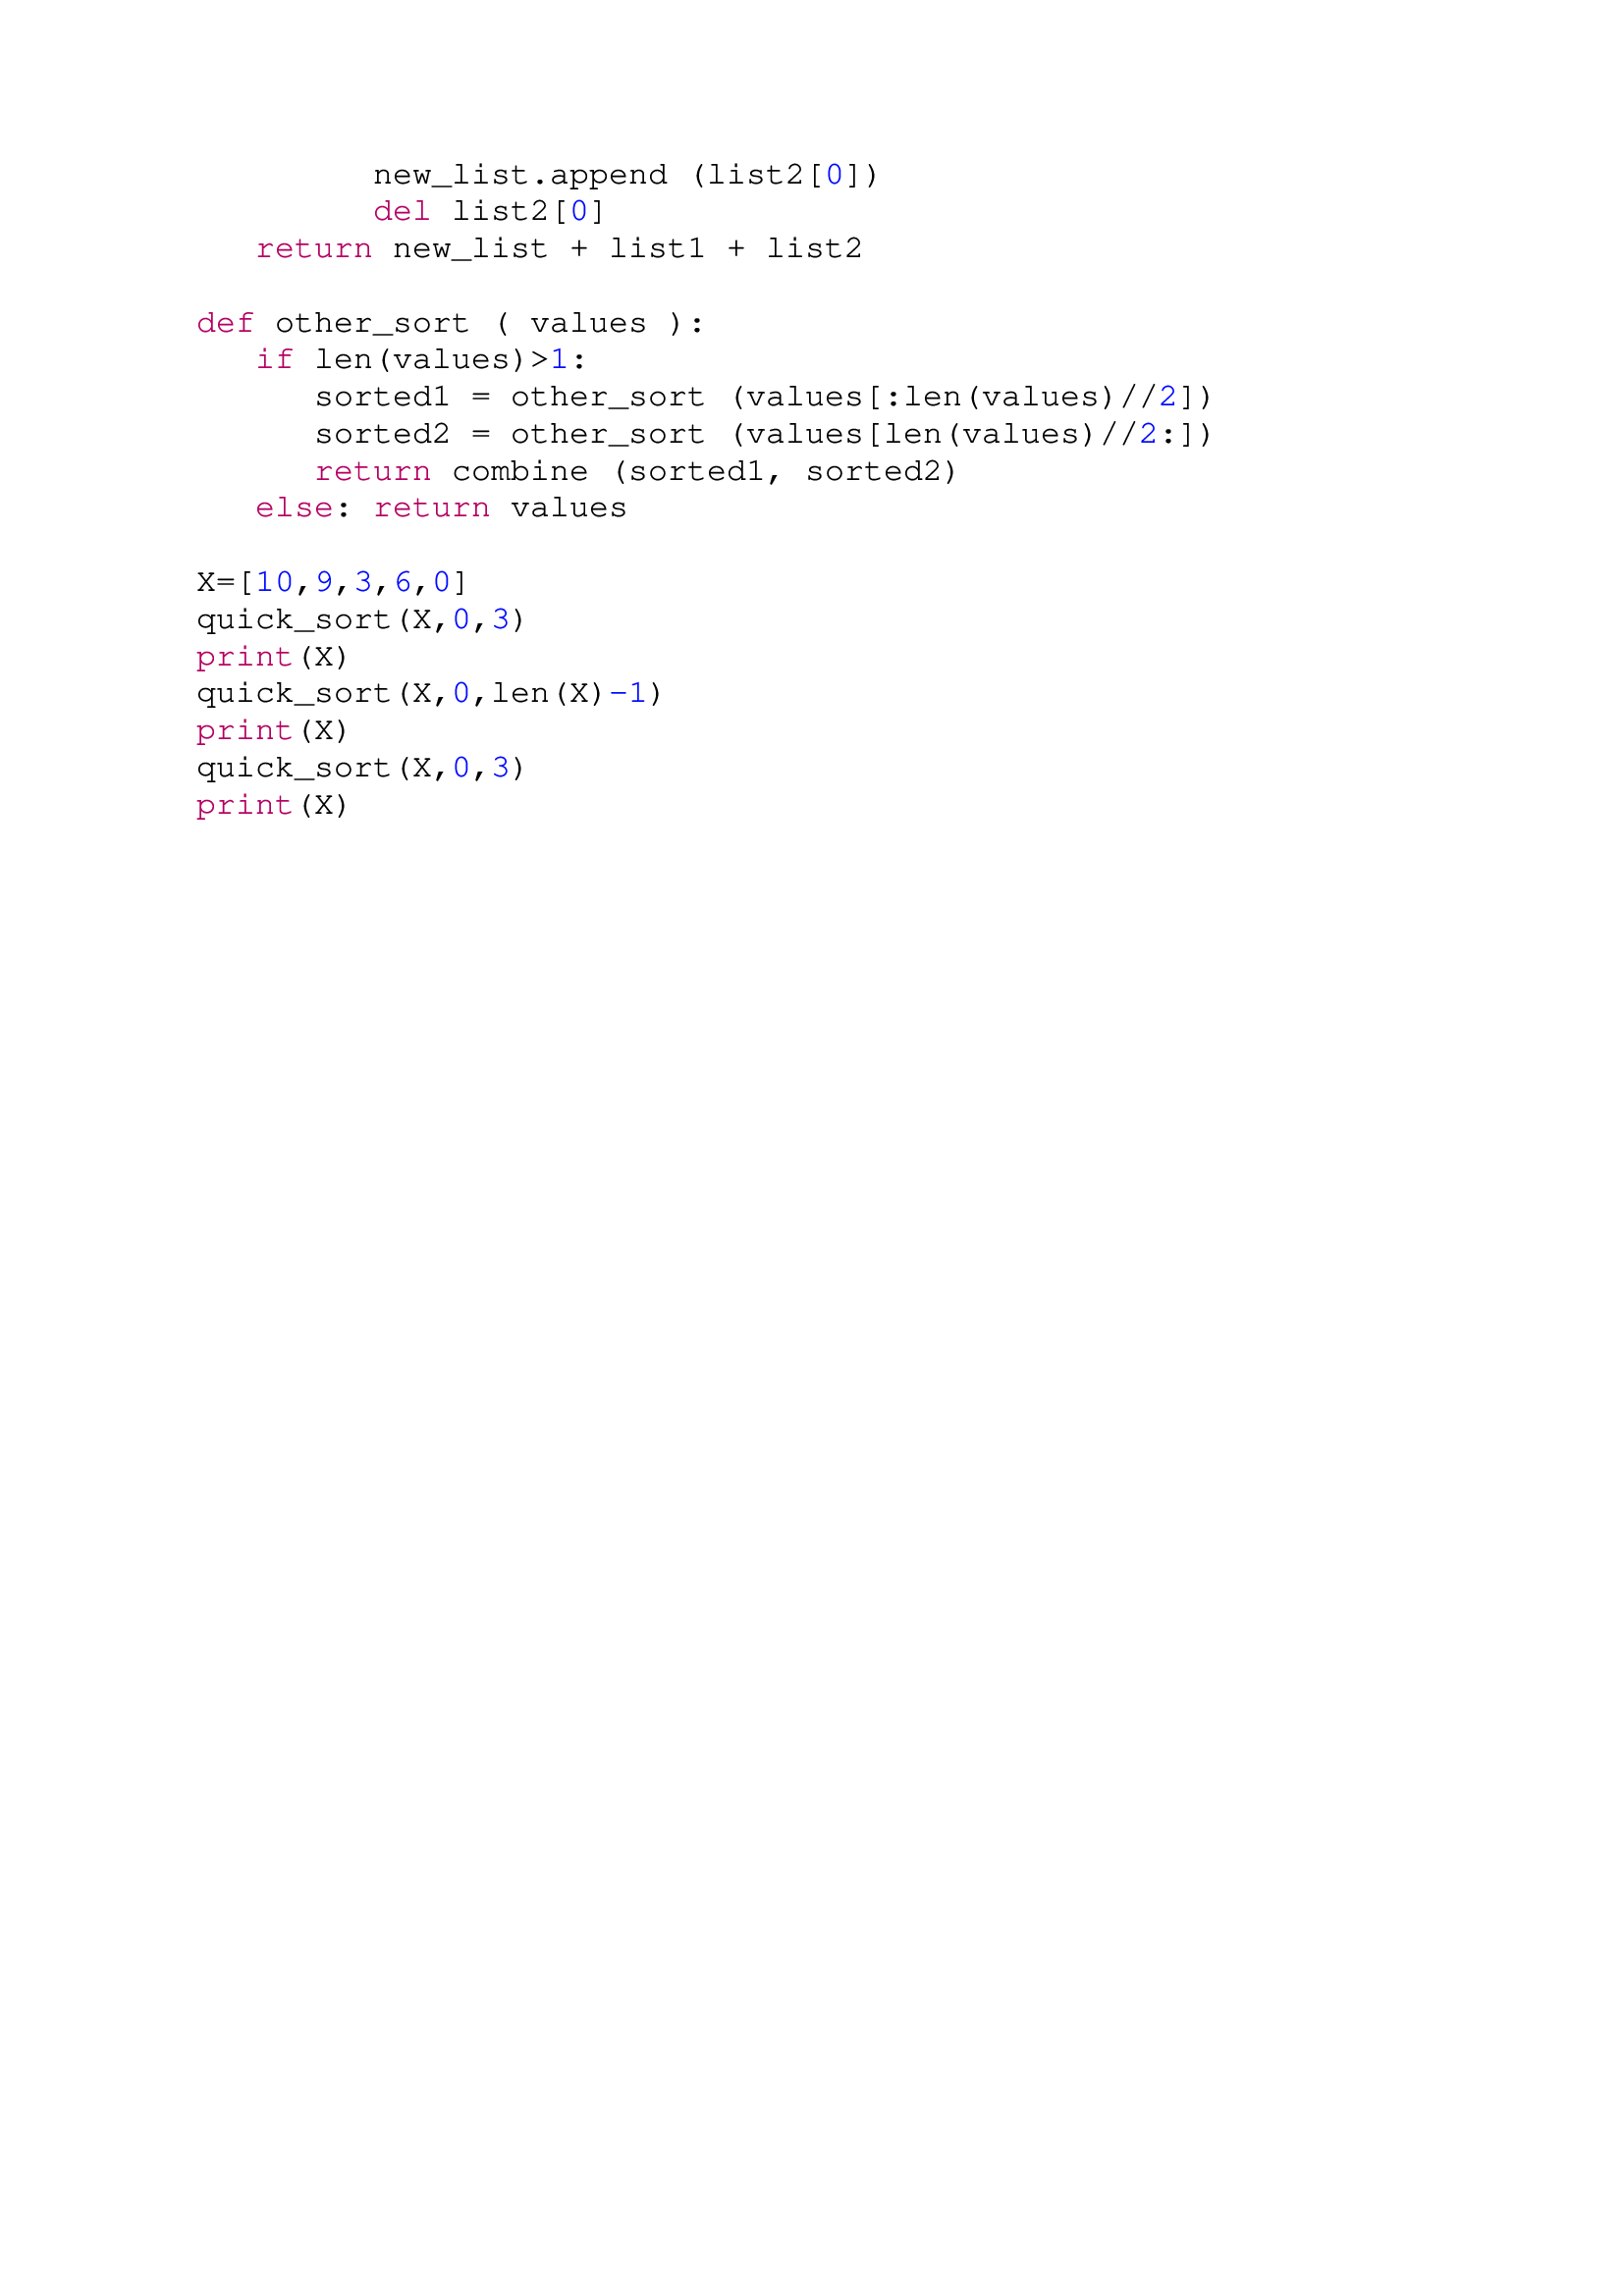 new_list.append (list2[0])
         del list2[0]
   return new_list + list1 + list2

def other_sort ( values ):
   if len(values)>1:
      sorted1 = other_sort (values[:len(values)//2])
      sorted2 = other_sort (values[len(values)//2:])
      return combine (sorted1, sorted2)
   else: return values

X=[10,9,3,6,0]
quick_sort(X,0,3)
print(X)
quick_sort(X,0,len(X)-1)
print(X)
quick_sort(X,0,3)
print(X)